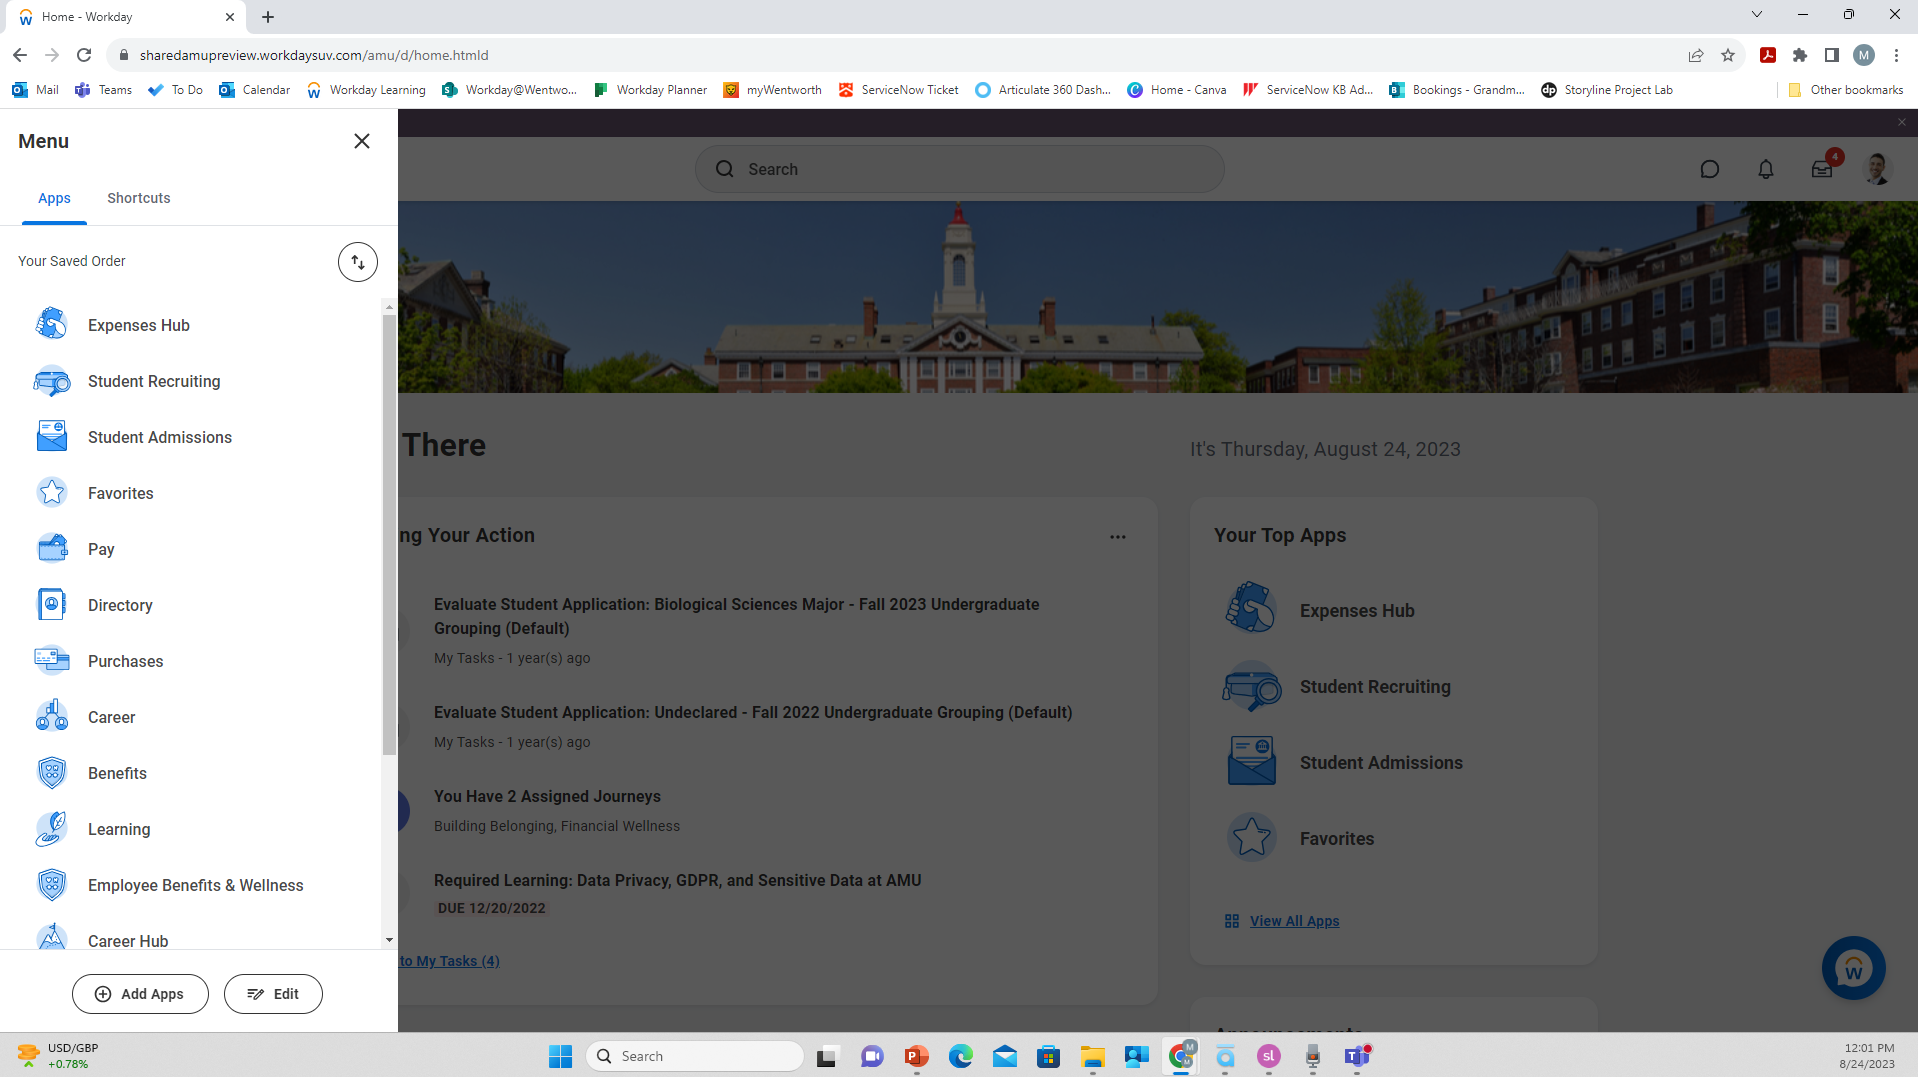 Home - Workday
sharedamupreview.workdaysuv.com/amu/d/home.htmld
M
Mail
Teams
To Do
Calendar
Workday Learning
Workday@Wentwo...
Workday Planner
myWentworth
ServiceNow Ticket
Articulate 360 Dash...
Home - Canva
ServiceNow KB Ad...
Bookings - Grandm...
dp
Storyline Project Lab
Other bookmarks
Menu
Apps
Shortcuts
Your Saved Order
Expenses Hub
Student Recruiting
Student Admissions
Favorites
Pay
Directory
Purchases
Career
Benefits
Learning
Employee Benefits & Wellness
Career Hub
Add Apps
Edit
Search
4
There
It's Thursday, August 24, 2023
ng Your Action
Evaluate Student Application: Biological Sciences Major - Fall 2023 Undergraduate
Grouping (Default)
My Tasks - 1 year(s) ago
Evaluate Student Application: Undeclared - Fall 2022 Undergraduate Grouping (Default)
My Tasks - 1 year(s) ago
You Have 2 Assigned Journeys
Building Belonging, Financial Wellness
Required Learning: Data Privacy, GDPR, and Sensitive Data at AMU
DUE 12/20/2022
to My Tasks (4)
Your Top Apps
Expenses Hub
Student Recruiting
Student Admissions
Favorites
View All Apps
W
Announcements
USD/GBP
+0.78%
Search
P
M
sl
T
12:01 PM
8/24/2023